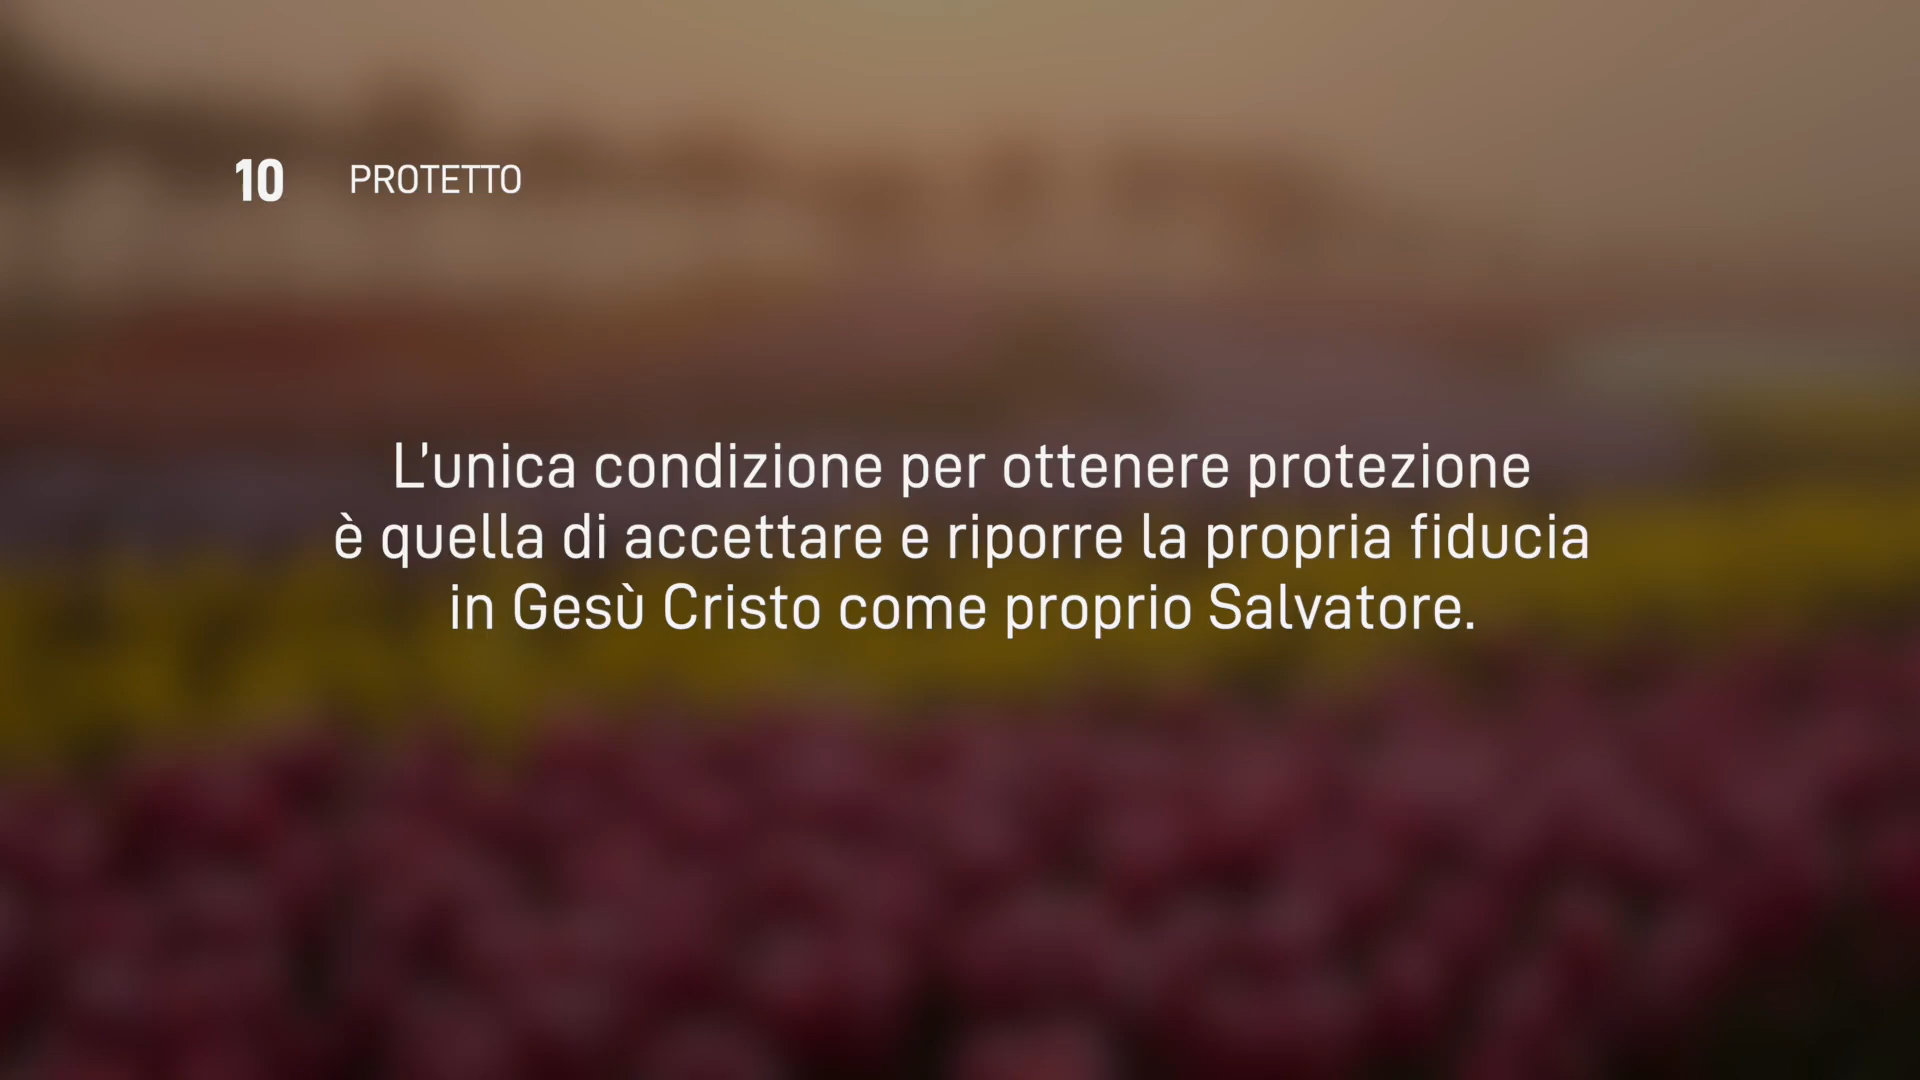 10 PROTETTO
L’unica condizione per ottenere protezione
è quella di accettare e riporre la propria fiducia
in Gesù Cristo come proprio Salvatore.